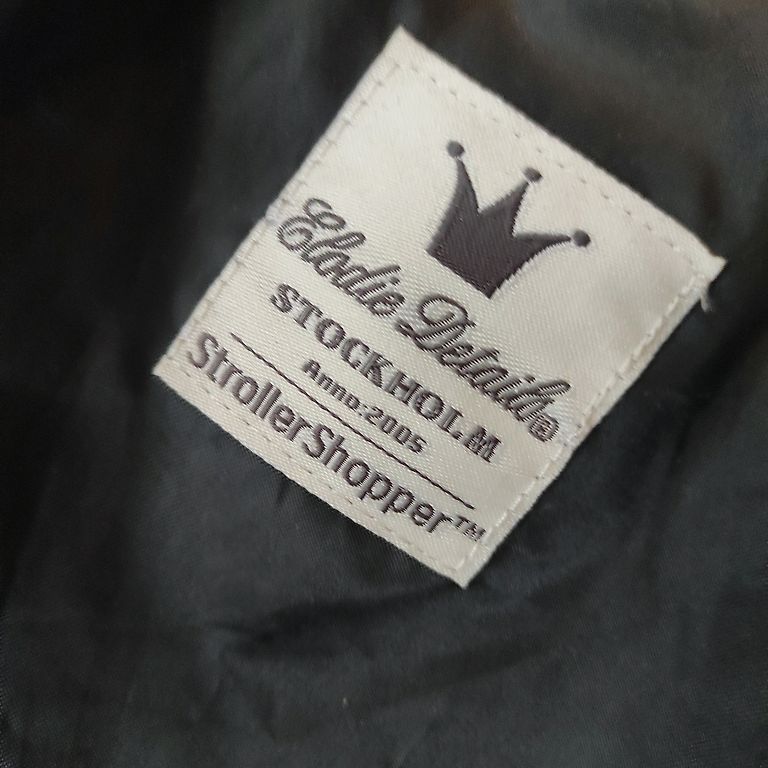 Elodie Details®
STOCKHOLM
Anno:2005
StrollerShopper™